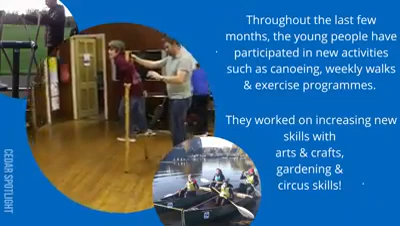 Throughout the last few
months, the young people have
participated in new activities
such as canoeing, weekly walks
& exercise programmes.
They worked on increasing new
skills with
arts & crafts,
gardening &
circus skills!
CEDAR SPOTLIGHT